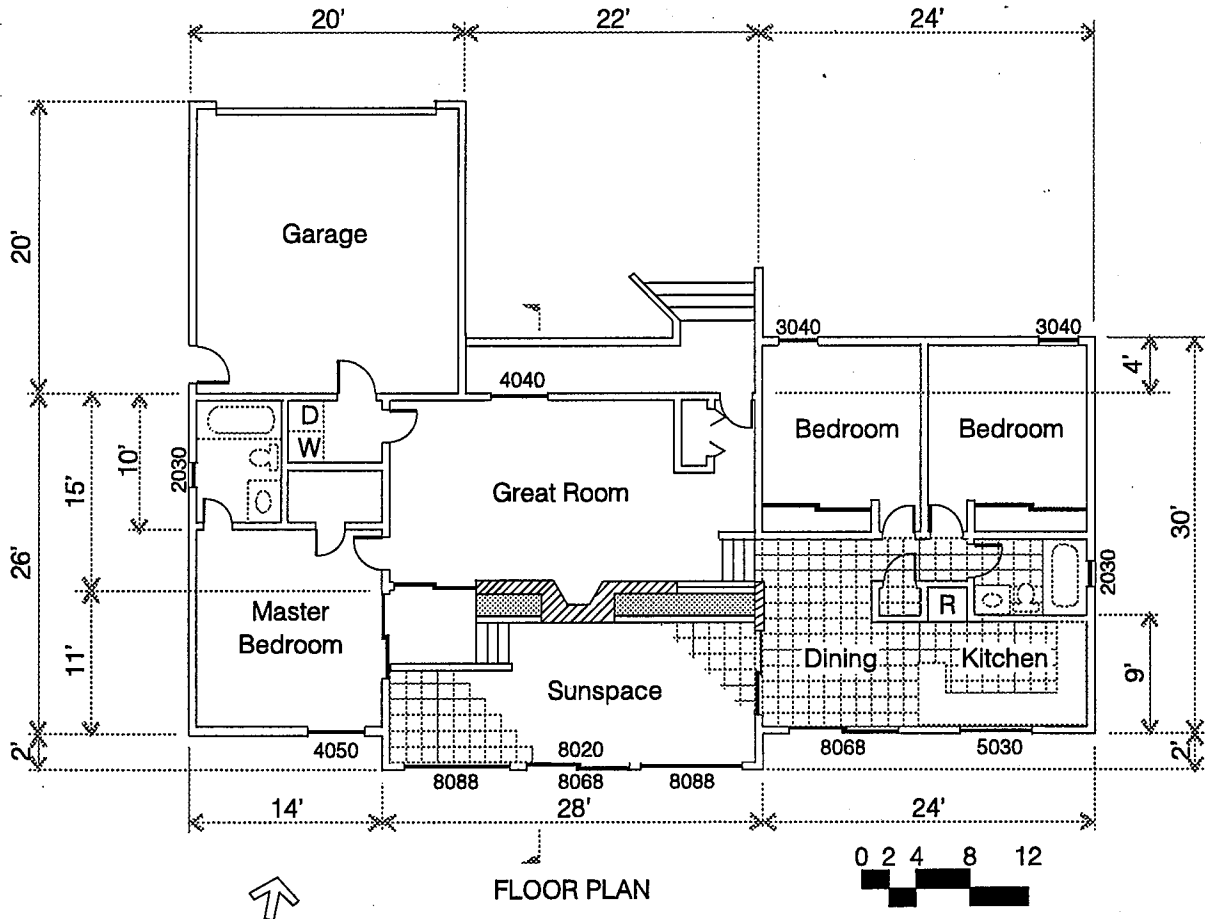 20'
22'
24'
20'
Garage
3040
3040
4'
4040
D
W
Bedroom
Bedroom
2030
10'
15'
26'
Great Room
30'
2030
Master
Bedroom
R
11'
Dining
Kitchen
9'
Sunspace
2'
4050
8020
8068
5030
2'
8088
8068
8088
14'
28'
24'
0 2 4 8 12
FLOOR PLAN